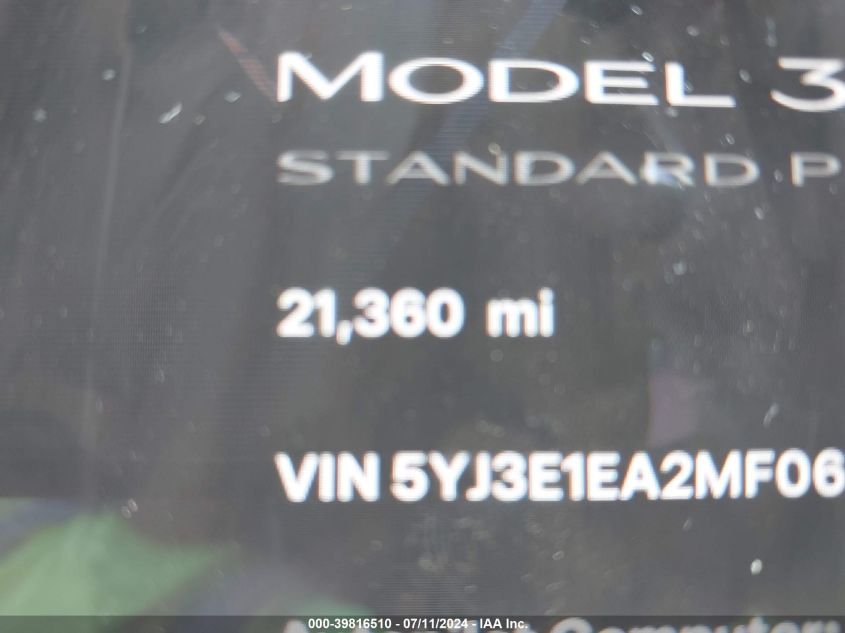 MODEL 3
STANDARD P
21,360 mi
VIN 5YJ3E1EA2MF06
000-39816510 - 07/11/2024 - IAA Inc.